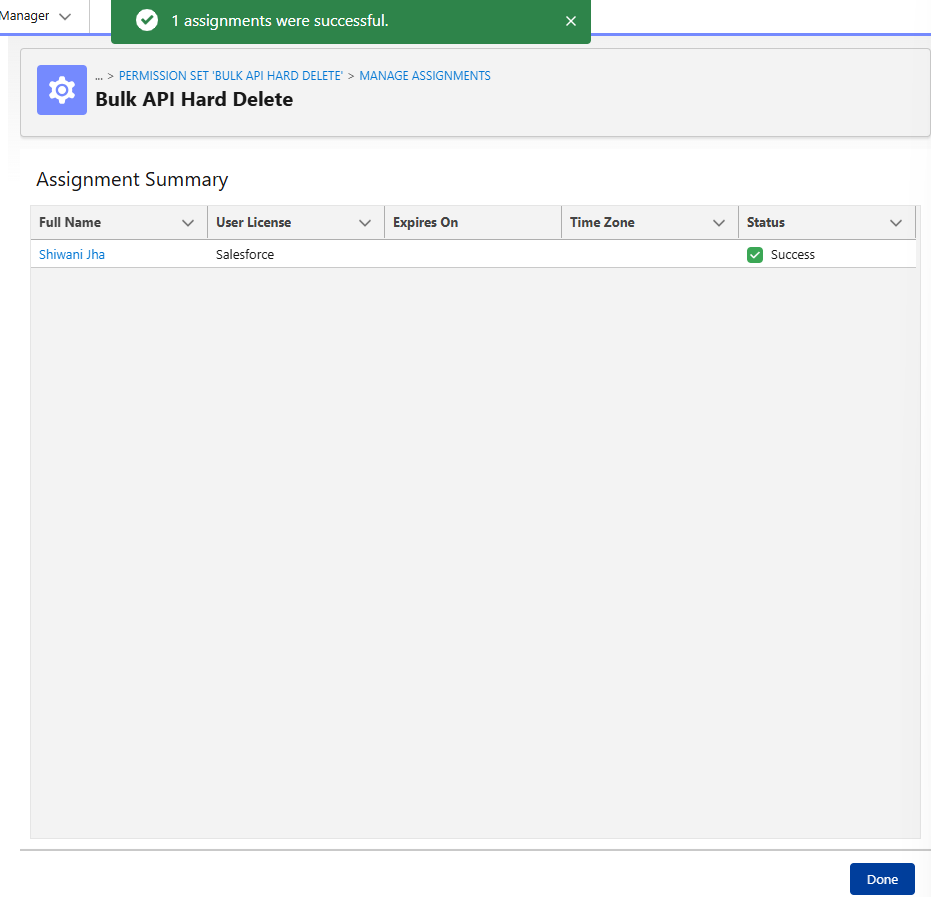 Manager
1 assignments were successful.
... > PERMISSION SET 'BULK API HARD DELETE' > MANAGE ASSIGNMENTS
Bulk API Hard Delete
Assignment Summary
Full Name User License Expires On Time Zone Status
Shiwani Jha Salesforce Success
Done